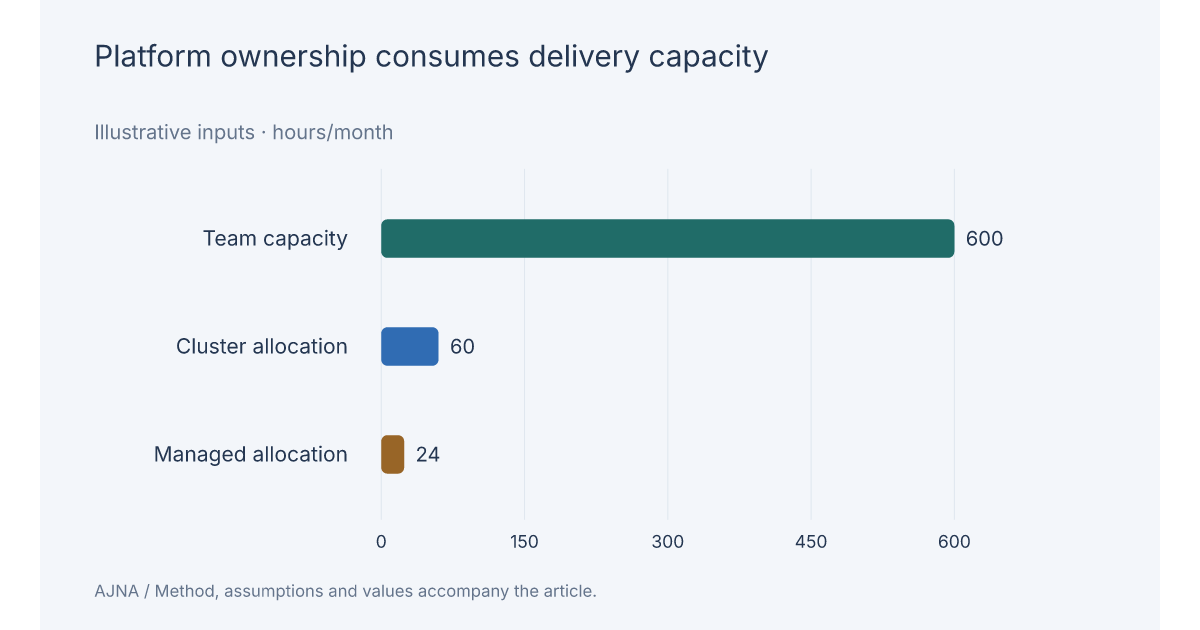 Platform ownership consumes delivery capacity
Illustrative inputs · hours/month
Team capacity 600
Cluster allocation 60
Managed allocation 24
0 150 300 450 600
AJNA / Method, assumptions and values accompany the article.